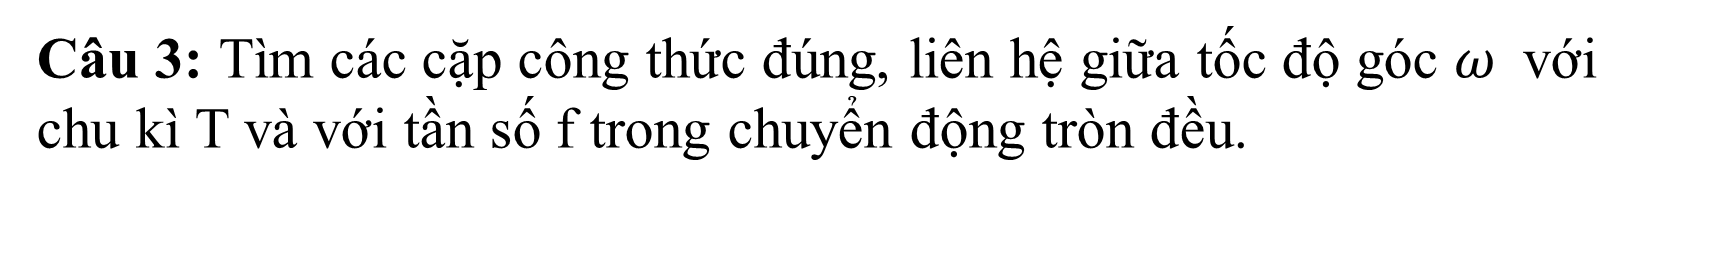 Câu 3: Tìm các cặp công thức đúng, liên hệ giữa tốc độ góc ω với
chu kì T và với tần số f trong chuyển động tròn đều.